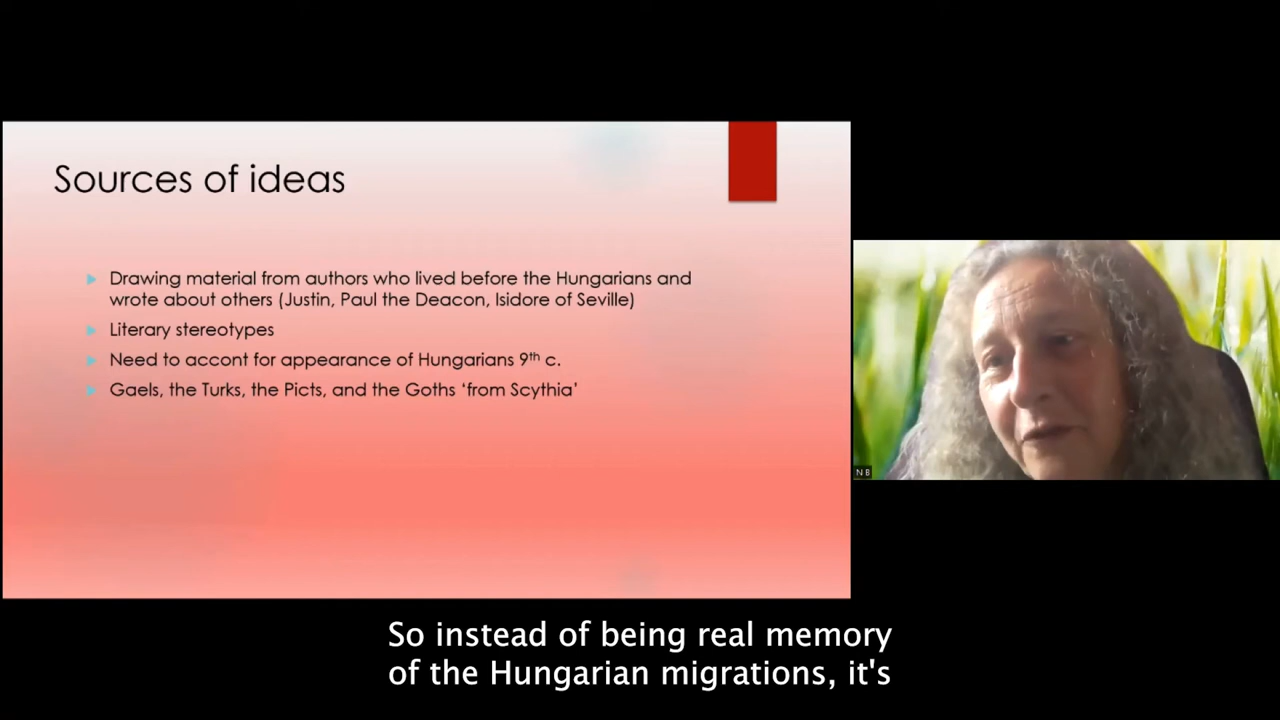 Sources of ideas
Drawing material from authors who lived before the Hungarians and
wrote about others (Justin, Paul the Deacon, Isidore of Seville)
Literary stereotypes
Need to accont for appearance of Hungarians 9th c.
Gaels, the Turks, the Picts, and the Goths ‘from Scythia’
N B
So instead of being real memory
of the Hungarian migrations, it's